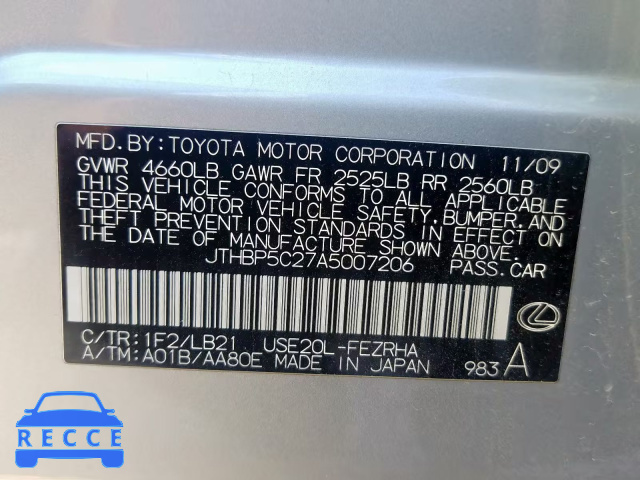 MFD.BY:TOYOTA MOTOR CORPORATION 11/09
GVWR 4660LB GAWR FR 2525LB RR 2560LB
THIS VEHICLE CONFORMS TO ALL APPLICABLE
FEDERAL MOTOR VEHICLE SAFETY,BUMPER,AND
THEFT PREVENTION STANDARDS IN EFFECT ON
THE DATE OF MANUFACTURE SHOWN ABOVE.
JTHBP5C27A5007206 PASS.CAR
C/TR:1F2/LB21 USE20L-FEZRHA
A/TM:A01B/AA80E MADE IN JAPAN 983 A
RECCE